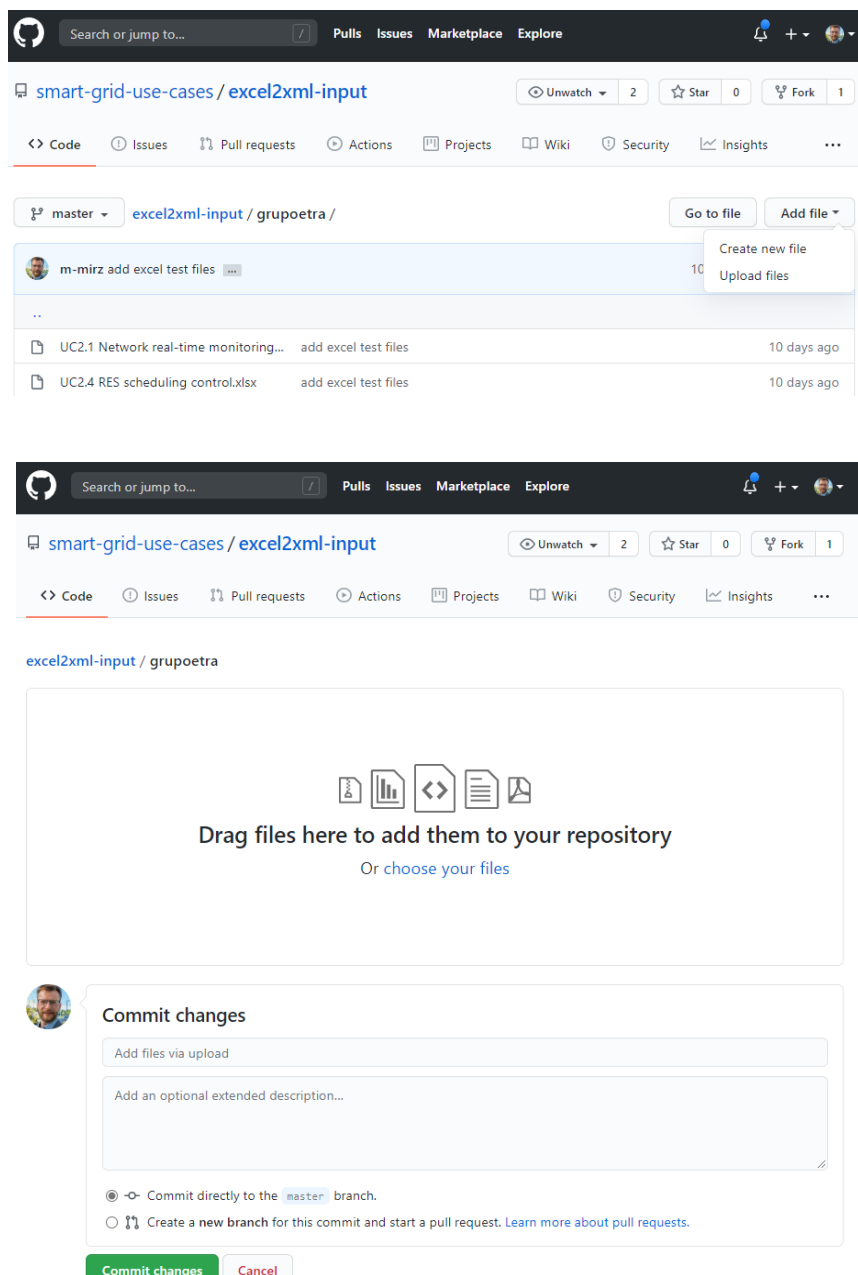 Search or jump to... / Pulls Issues Marketplace Explore
smart-grid-use-cases / excel2xml-input Unwatch 2 Star 0 Fork 1
Code Issues Pull requests Actions Projects Wiki Security Insights ...
master excel2xml-input / grupoetra / Go to file Add file
Create new file
m-mirz add excel test files ... 10
Upload files
..
UC2.1 Network real-time monitoring... add excel test files 10 days ago
UC2.4 RES scheduling control.xlsx add excel test files 10 days ago
Search or jump to... / Pulls Issues Marketplace Explore
smart-grid-use-cases / excel2xml-input Unwatch 2 Star 0 Fork 1
Code Issues Pull requests Actions Projects Wiki Security Insights ...
excel2xml-input / grupoetra
Drag files here to add them to your repository
Or choose your files
Commit changes
Add files via upload
Add an optional extended description...
Commit directly to the master branch.
Create a new branch for this commit and start a pull request. Learn more about pull requests.
Commit changes Cancel